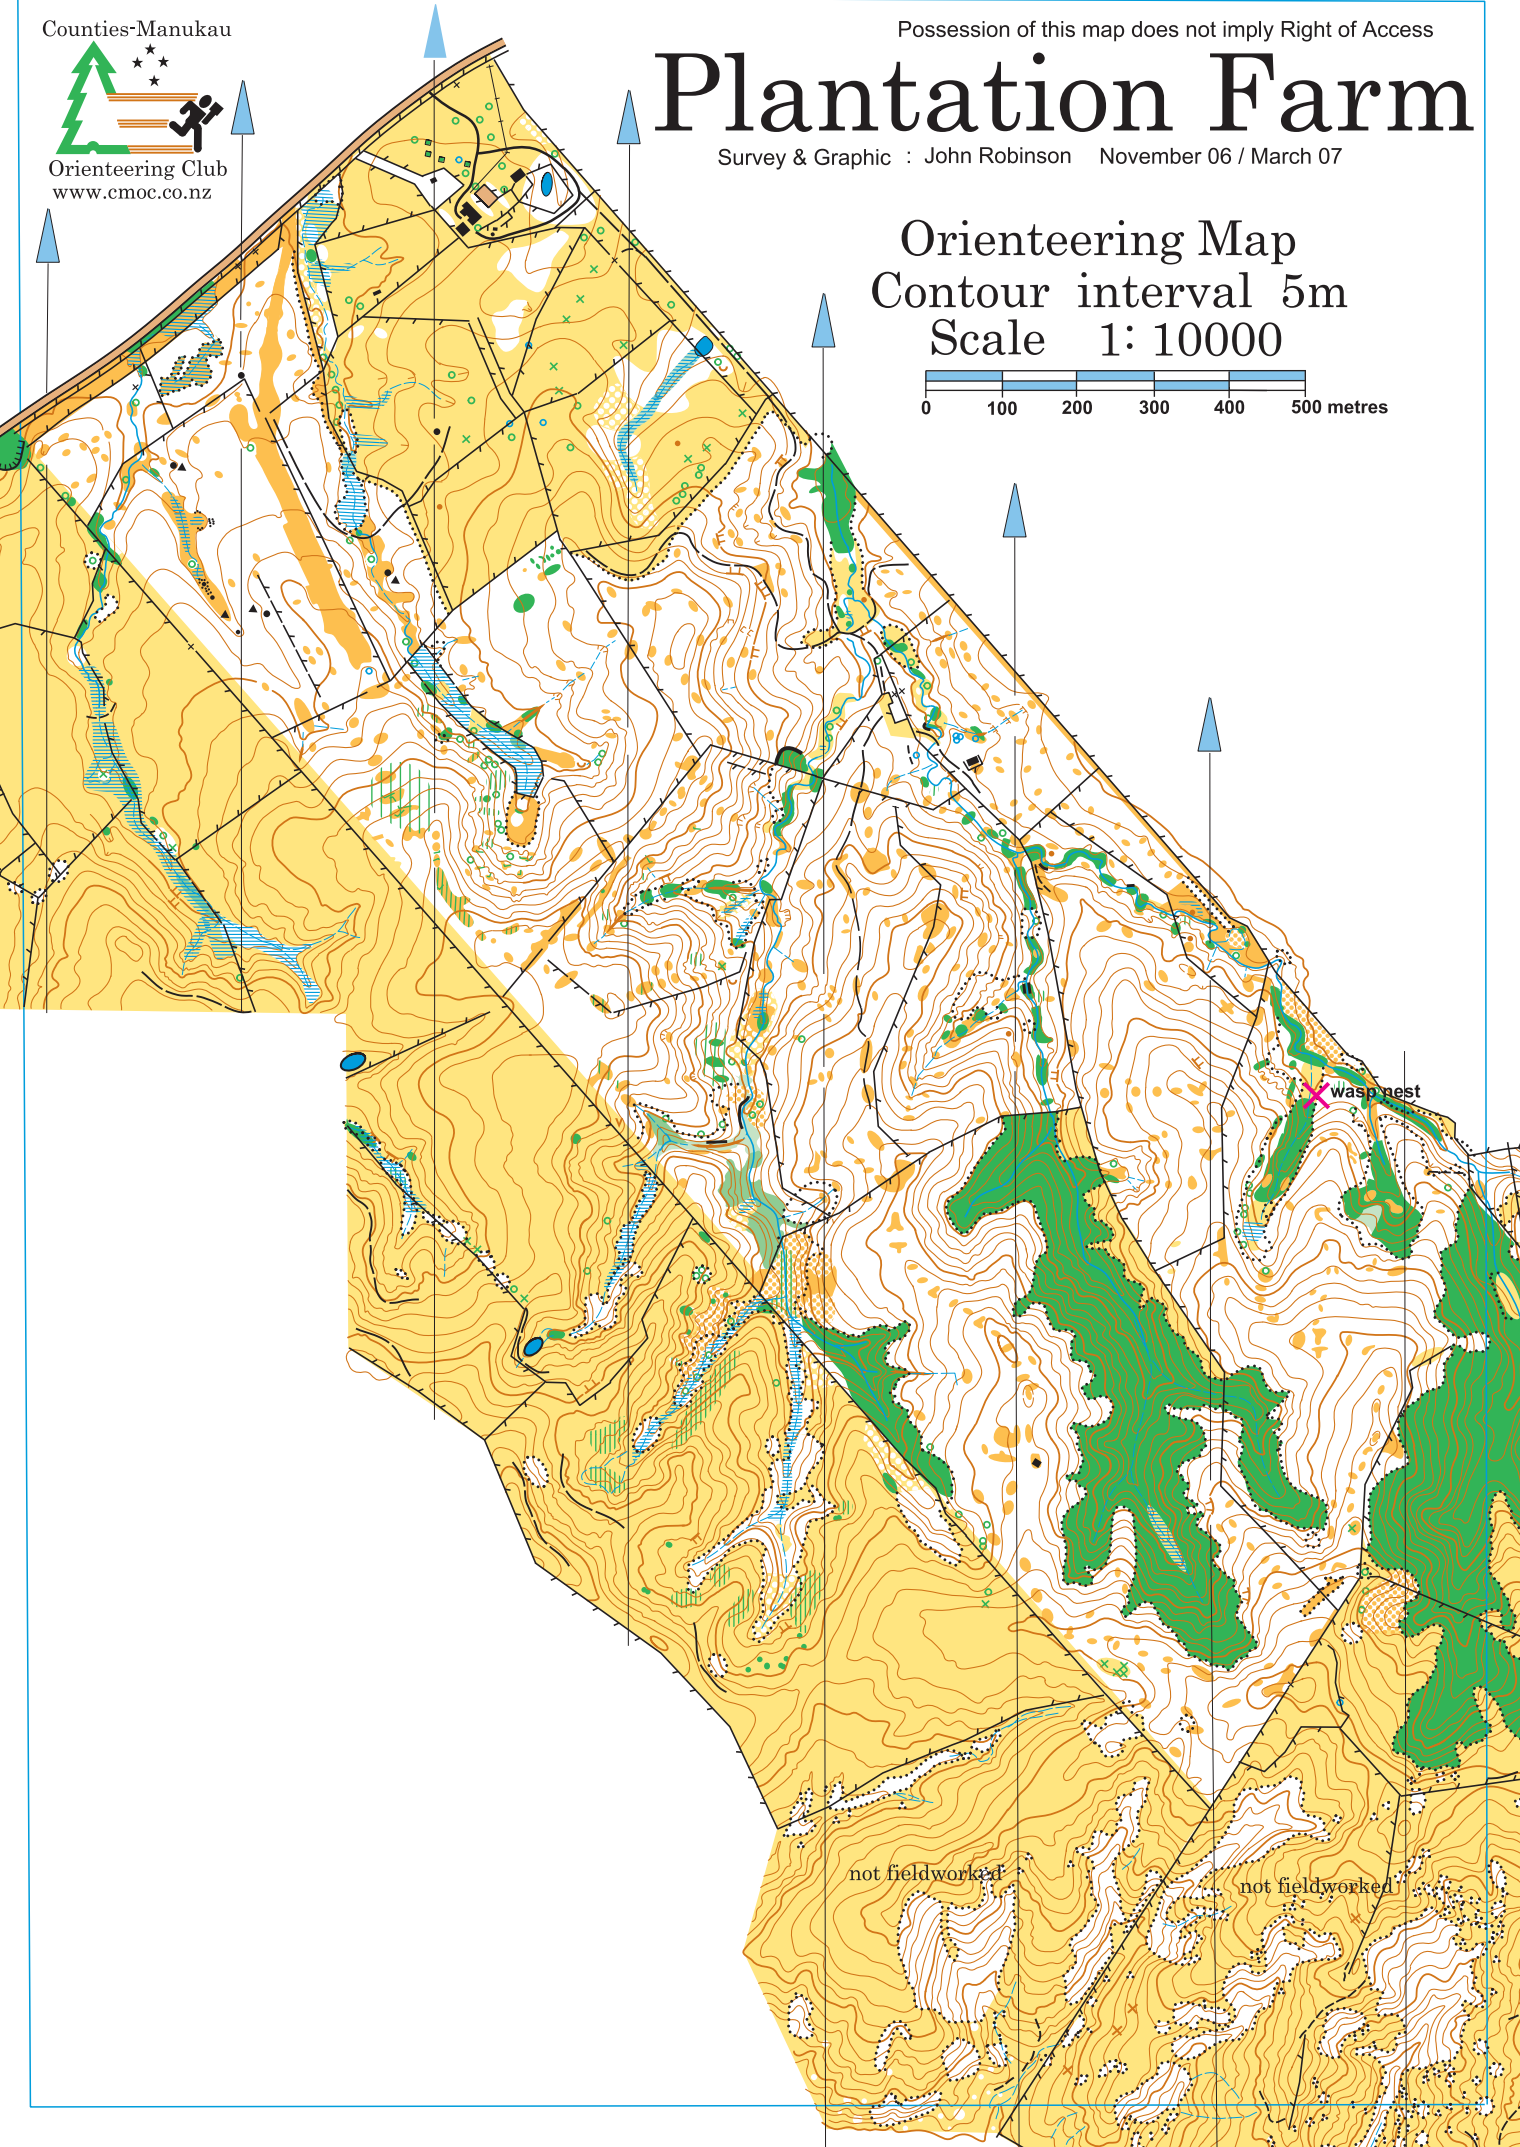 Counties-Manukau
Orienteering Club
www.cmoc.co.nz
Possession of this map does not imply Right of Access
Plantation Farm
Survey & Graphic : John Robinson November 06 / March 07
Orienteering Map
Contour interval 5m
Scale 1: 10000
0 100 200 300 400 500 metres
wasp nest
not fieldworked
not fieldworked